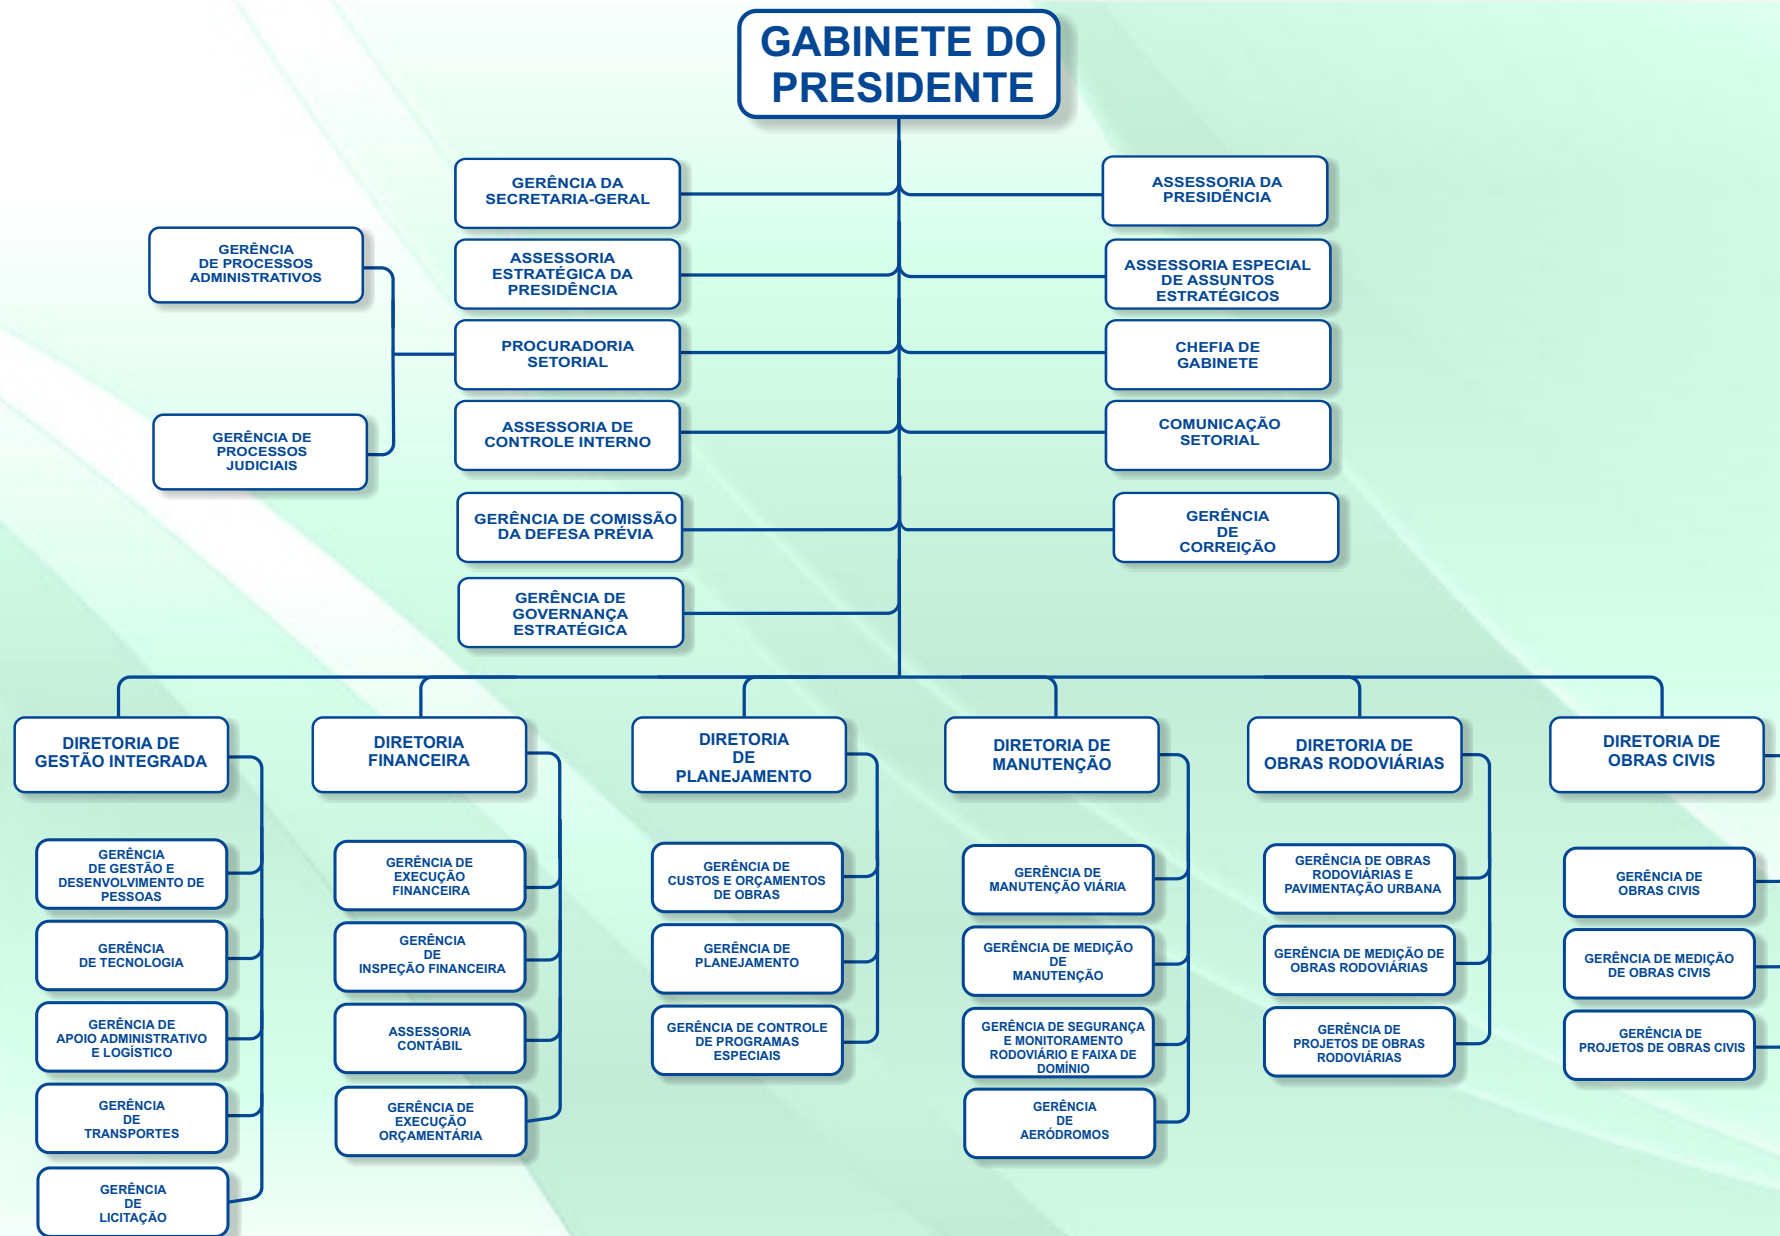 GABINETE DO
PRESIDENTE
GERÊNCIA DA
SECRETARIA-GERAL
ASSESSORIA DA
PRESIDÊNCIA
GERÊNCIA
DE PROCESSOS
ADMINISTRATIVOS
ASSESSORIA
ESTRATÉGICA DA
PRESIDÊNCIA
ASSESSORIA ESPECIAL
DE ASSUNTOS
ESTRATÉGICOS
PROCURADORIA
SETORIAL
CHEFIA DE
GABINETE
GERÊNCIA DE
PROCESSOS
JUDICIAIS
ASSESSORIA DE
CONTROLE INTERNO
COMUNICAÇÃO
SETORIAL
GERÊNCIA DE COMISSÃO
DA DEFESA PRÉVIA
GERÊNCIA
DE
CORREIÇÃO
GERÊNCIA DE
GOVERNANÇA
ESTRATÉGICA
DIRETORIA DE
GESTÃO INTEGRADA
DIRETORIA
FINANCEIRA
DIRETORIA
DE
PLANEJAMENTO
DIRETORIA DE
MANUTENÇÃO
DIRETORIA DE
OBRAS RODOVIÁRIAS
DIRETORIA DE
OBRAS CIVIS
GERÊNCIA
DE GESTÃO E
DESENVOLVIMENTO DE
PESSOAS
GERÊNCIA DE
EXECUÇÃO
FINANCEIRA
GERÊNCIA DE
CUSTOS E ORÇAMENTOS
DE OBRAS
GERÊNCIA DE
MANUTENÇÃO VIÁRIA
GERÊNCIA DE OBRAS
RODOVIÁRIAS E
PAVIMENTAÇÃO URBANA
GERÊNCIA DE
OBRAS CIVIS
GERÊNCIA
DE TECNOLOGIA
GERÊNCIA
DE
INSPEÇÃO FINANCEIRA
GERÊNCIA DE
PLANEJAMENTO
GERÊNCIA DE MEDIÇÃO
DE
MANUTENÇÃO
GERÊNCIA DE MEDIÇÃO DE
OBRAS RODOVIÁRIAS
GERÊNCIA DE MEDIÇÃO
DE OBRAS CIVIS
GERÊNCIA DE
APOIO ADMINISTRATIVO
E LOGÍSTICO
ASSESSORIA
CONTÁBIL
GERÊNCIA DE CONTROLE
DE PROGRAMAS
ESPECIAIS
GERÊNCIA DE SEGURANÇA
E MONITORAMENTO
RODOVIÁRIO E FAIXA DE
DOMÍNIO
GERÊNCIA DE
PROJETOS DE OBRAS
RODOVIÁRIAS
GERÊNCIA DE
PROJETOS DE OBRAS CIVIS
GERÊNCIA
DE
TRANSPORTES
GERÊNCIA DE
EXECUÇÃO
ORÇAMENTÁRIA
GERÊNCIA
DE
AERÓDROMOS
GERÊNCIA
DE
LICITAÇÃO